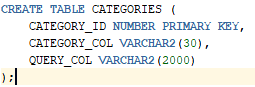 CREATE TABLE CATEGORIES (
    CATEGORY_ID NUMBER PRIMARY KEY,
    CATEGORY_COL VARCHAR2(30),
    QUERY_COL VARCHAR2(2000)
);